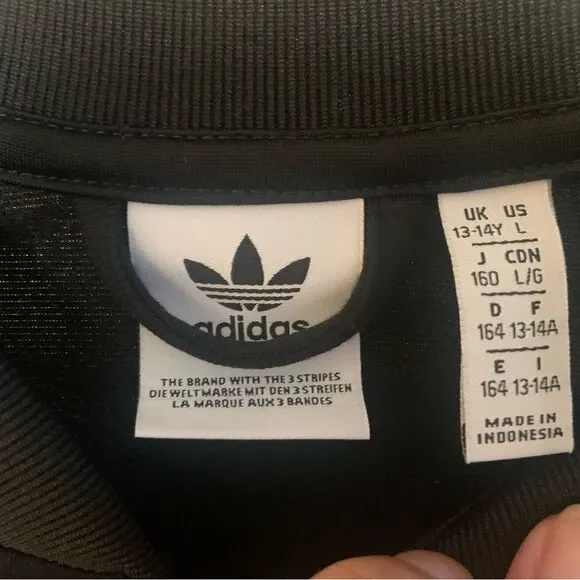 adidas
THE BRAND WITH THE 3 STRIPES
DIE WELTMARKE MIT DEN 3 STREIFEN
LA MARQUE AUX 3 BANDES
UK US
13-14Y L
J CDN
160 L/G
D F
164 13-14A
E I
164 13-14A
MADE IN
INDONESIA